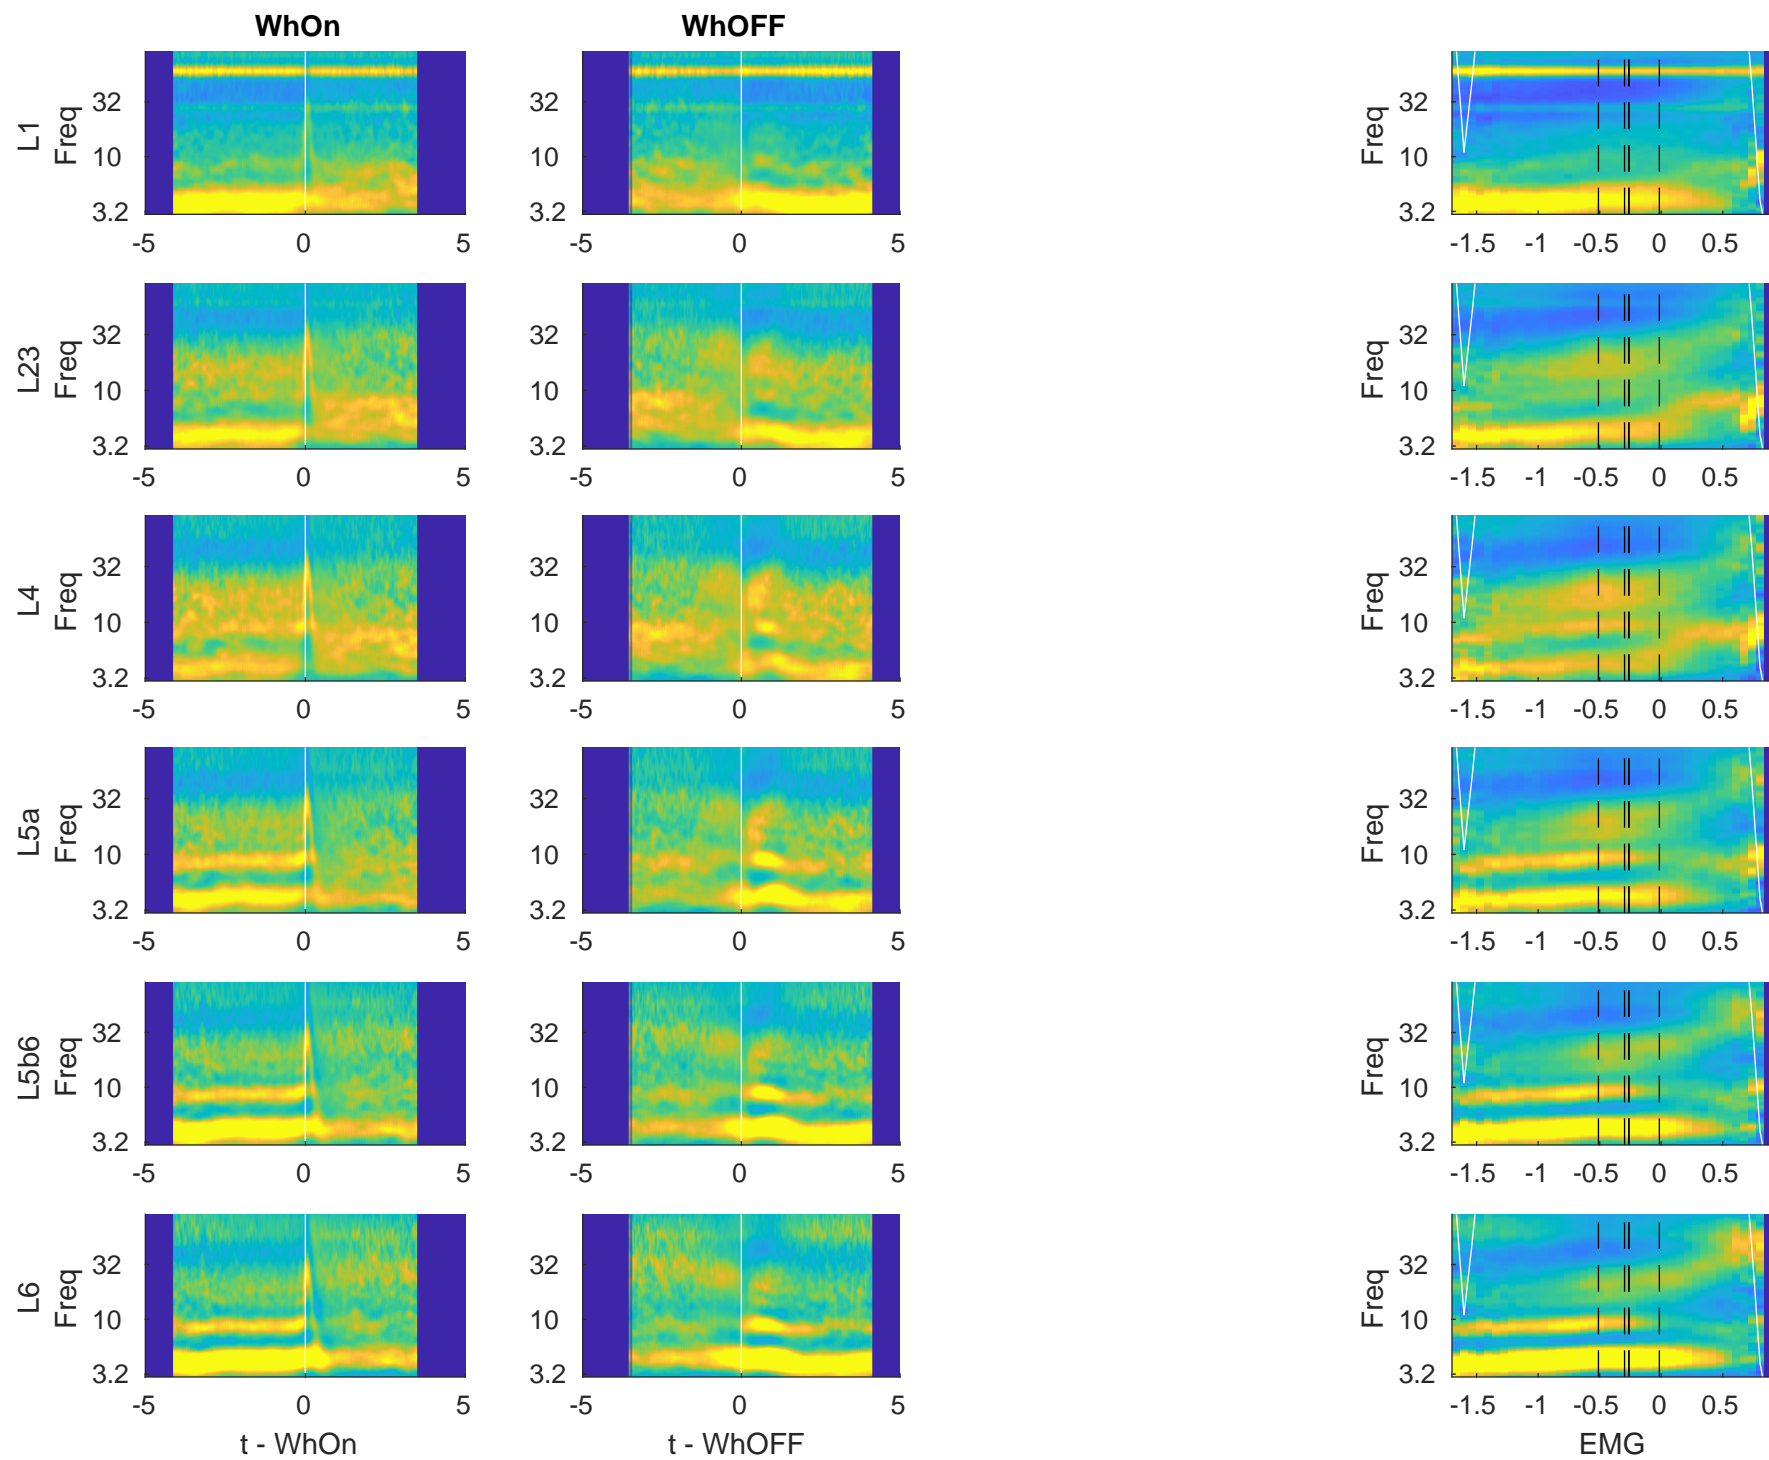 WhOn WhOFF
L1 Freq 32 10 3.2 32 10 3.2 Freq 32 10 3.2
-5 0 5 -5 0 5 -1.5 -1 -0.5 0 0.5
L23 Freq 32 10 3.2 32 10 3.2 Freq 32 10 3.2
-5 0 5 -5 0 5 -1.5 -1 -0.5 0 0.5
L4 Freq 32 10 3.2 32 10 3.2 Freq 32 10 3.2
-5 0 5 -5 0 5 -1.5 -1 -0.5 0 0.5
L5a Freq 32 10 3.2 32 10 3.2 Freq 32 10 3.2
-5 0 5 -5 0 5 -1.5 -1 -0.5 0 0.5
L5b6 Freq 32 10 3.2 32 10 3.2 Freq 32 10 3.2
-5 0 5 -5 0 5 -1.5 -1 -0.5 0 0.5
L6 Freq 32 10 3.2 32 10 3.2 Freq 32 10 3.2
-5 0 5 -5 0 5 -1.5 -1 -0.5 0 0.5
t - WhOn t - WhOFF EMG